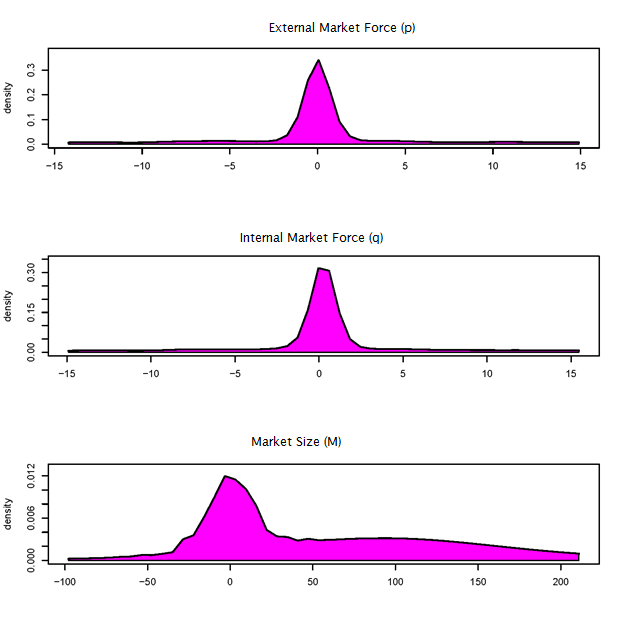 External Market Force (p)
density
0.0 0.1 0.2 0.3
−15 −10 −5 0 5 10 15
Internal Market Force (q)
density
0.00 0.15 0.30
−15 −10 −5 0 5 10 15
Market Size (M)
density
0.000 0.006 0.012
−100 −50 0 50 100 150 200